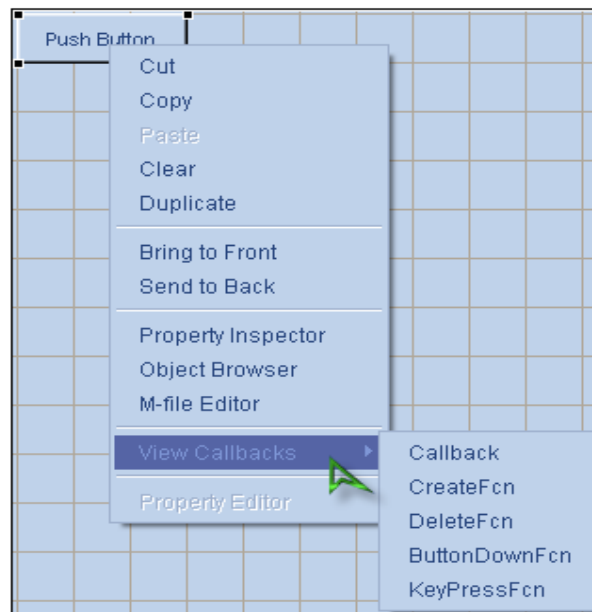 Push Button
Cut
Copy
Paste
Clear
Duplicate
Bring to Front
Send to Back
Property Inspector
Object Browser
M-file Editor
View Callbacks
Property Editor
Callback
CreateFcn
DeleteFcn
ButtonDownFcn
KeyPressFcn